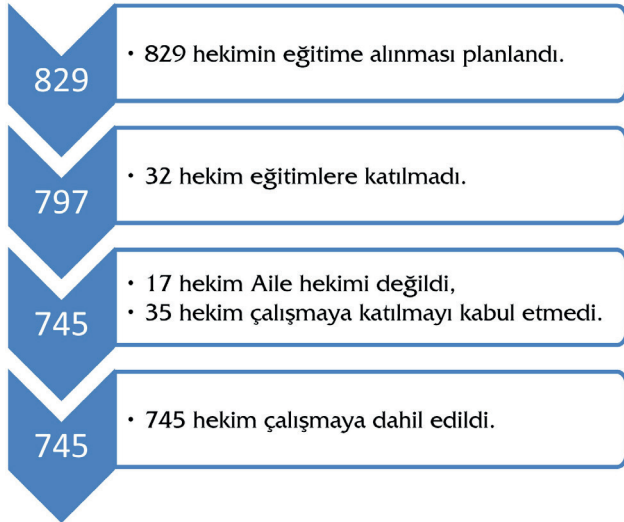 829
• 829 hekimin eğitime alınması planlandı.
797
• 32 hekim eğitimlere katılmadı.
745
• 17 hekim Aile hekimi değildi,
• 35 hekim çalışmaya katılmayı kabul etmedi.
745
• 745 hekim çalışmaya dahil edildi.